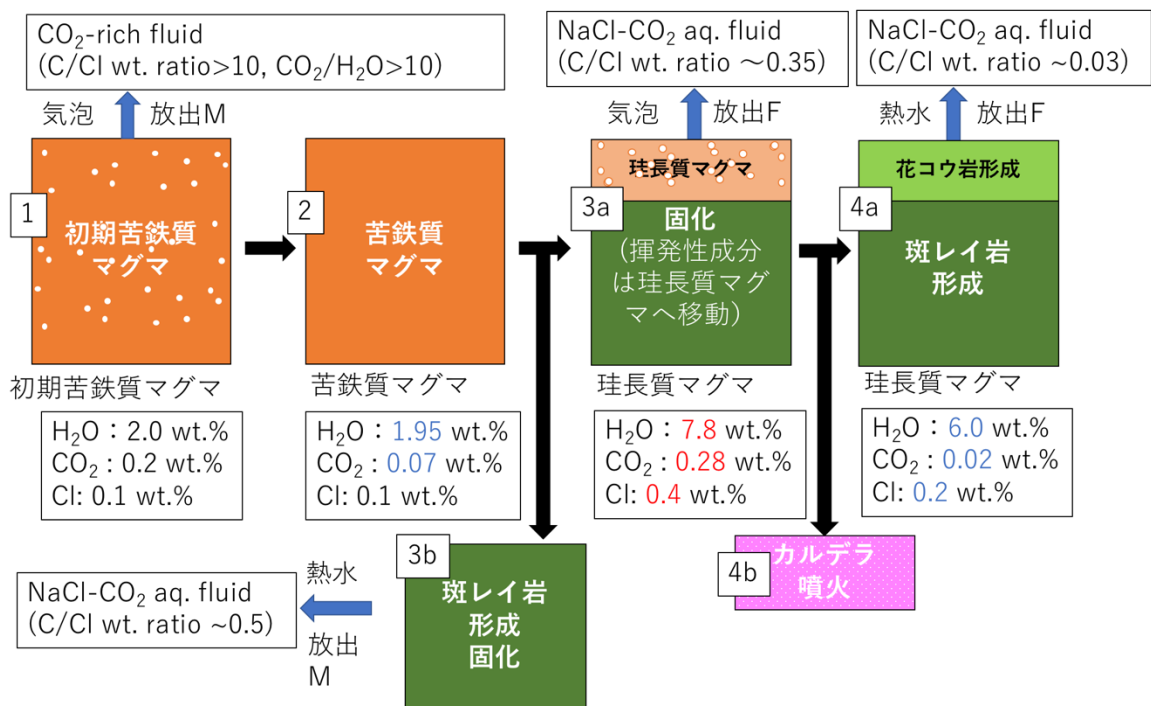 CO₂-rich fluid
(C/Cl wt. ratio>10, CO₂/H₂O>10)
気泡 放出M
1
初期苦鉄質
マグマ
初期苦鉄質マグマ
H₂O：2.0 wt.%
CO₂ : 0.2 wt.%
Cl: 0.1 wt.%
2
苦鉄質
マグマ
苦鉄質マグマ
H₂O：1.95 wt.%
CO₂ : 0.07 wt.%
Cl: 0.1 wt.%
NaCl-CO₂ aq. fluid
(C/Cl wt. ratio ～0.35)
気泡 放出F
珪長質マグマ
3a
固化
(揮発性成分
は珪長質マグ
マへ移動）
珪長質マグマ
H₂O：7.8 wt.%
CO₂ : 0.28 wt.%
Cl: 0.4 wt.%
NaCl-CO₂ aq. fluid
(C/Cl wt. ratio ~0.03)
熱水 放出F
花コウ岩形成
4a
斑レイ岩
形成
珪長質マグマ
H₂O：6.0 wt.%
CO₂ : 0.02 wt.%
Cl: 0.2 wt.%
3b
斑レイ岩
形成
固化
熱水
放出
M
NaCl-CO₂ aq. fluid
(C/Cl wt. ratio ~0.5)
4b
カルデラ
噴火